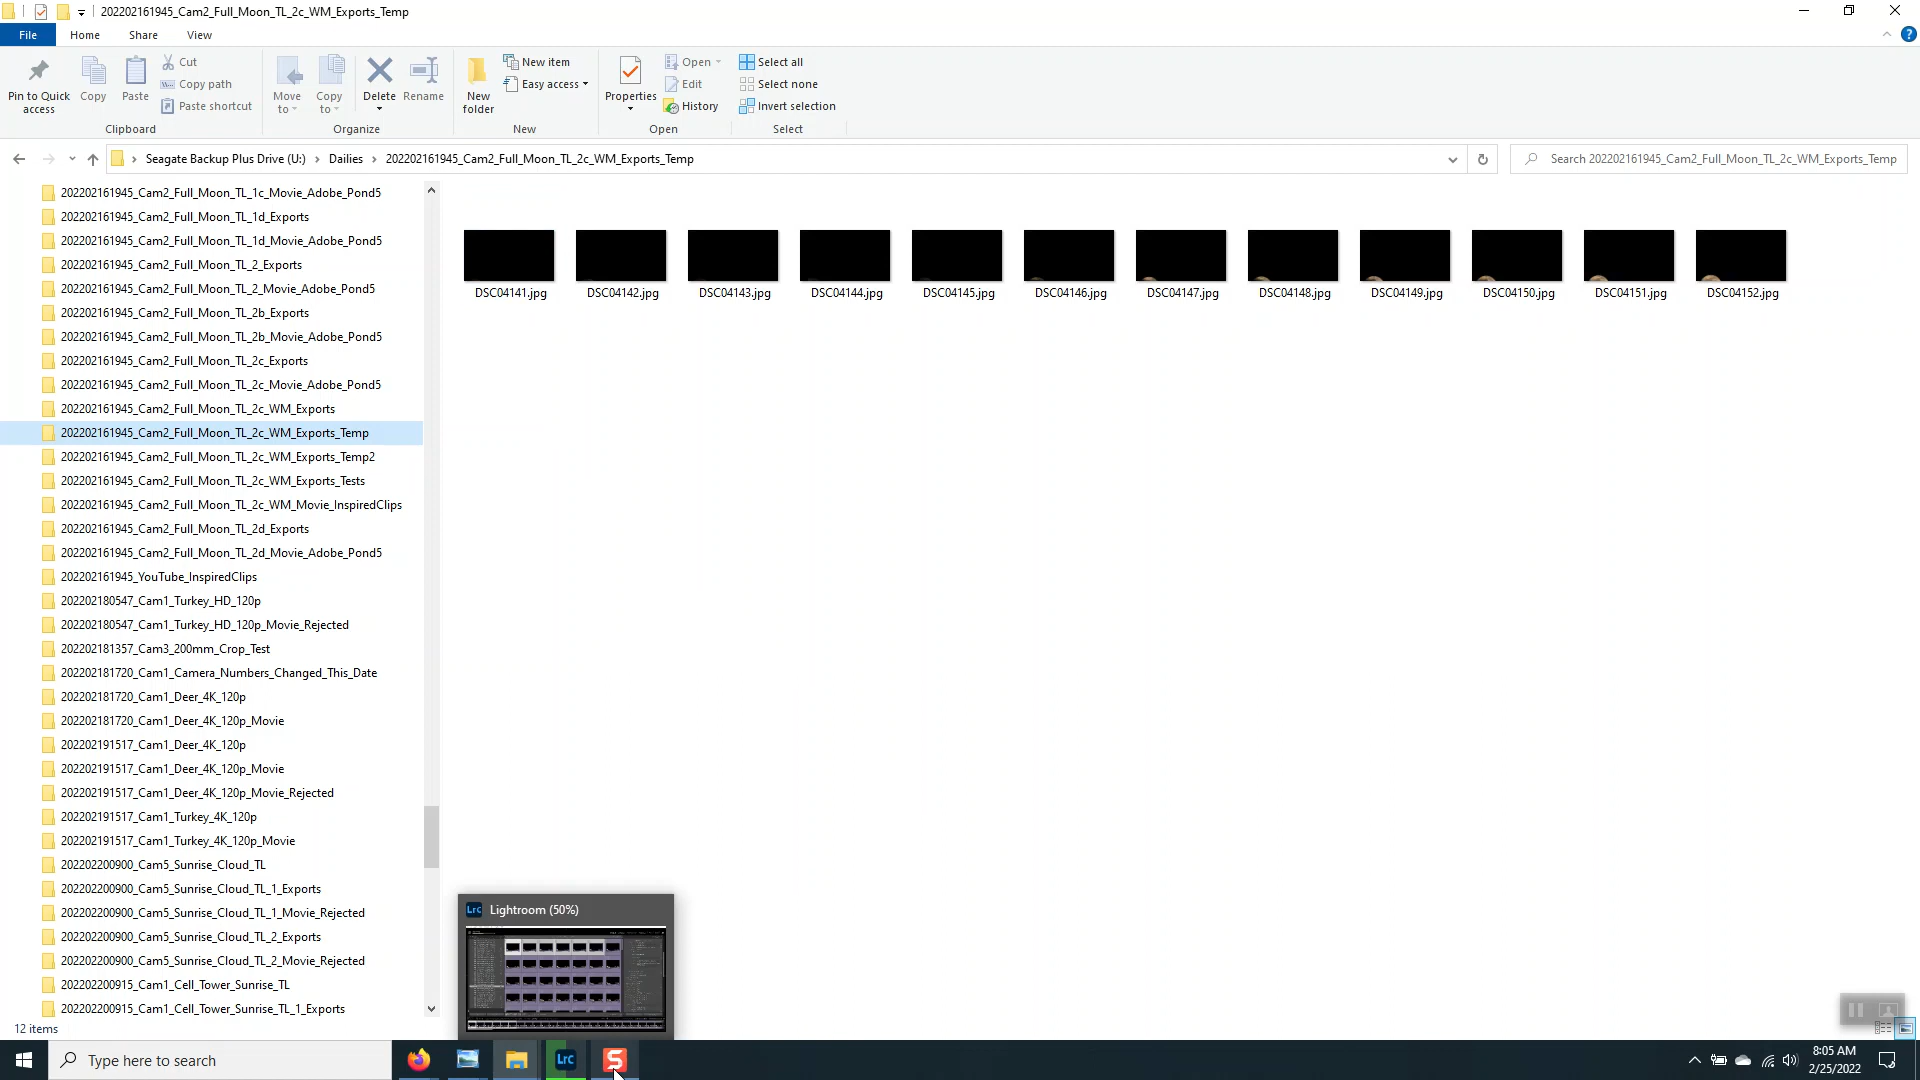 202202161945_Cam2_Full_Moon_TL_2c_WM_Exports_Temp
File Home Share View
Pin to Quick access
Copy
Paste
Cut
Copy path
Paste shortcut
Clipboard
Move to
Copy to
Delete
Rename
Organize
New folder
New item
Easy access
New
Properties
Open
Edit
History
Open
Select all
Select none
Invert selection
Select
Seagate Backup Plus Drive (U:) Dailies 202202161945_Cam2_Full_Moon_TL_2c_WM_Exports_Temp
Search 202202161945_Cam2_Full_Moon_TL_2c_WM_Exports_Temp
202202161945_Cam2_Full_Moon_TL_1c_Movie_Adobe_Pond5
202202161945_Cam2_Full_Moon_TL_1d_Exports
202202161945_Cam2_Full_Moon_TL_1d_Movie_Adobe_Pond5
202202161945_Cam2_Full_Moon_TL_2_Exports
202202161945_Cam2_Full_Moon_TL_2_Movie_Adobe_Pond5
202202161945_Cam2_Full_Moon_TL_2b_Exports
202202161945_Cam2_Full_Moon_TL_2b_Movie_Adobe_Pond5
202202161945_Cam2_Full_Moon_TL_2c_Exports
202202161945_Cam2_Full_Moon_TL_2c_Movie_Adobe_Pond5
202202161945_Cam2_Full_Moon_TL_2c_WM_Exports
202202161945_Cam2_Full_Moon_TL_2c_WM_Exports_Temp
202202161945_Cam2_Full_Moon_TL_2c_WM_Exports_Temp2
202202161945_Cam2_Full_Moon_TL_2c_WM_Exports_Tests
202202161945_Cam2_Full_Moon_TL_2c_WM_Movie_InspiredClips
202202161945_Cam2_Full_Moon_TL_2d_Exports
202202161945_Cam2_Full_Moon_TL_2d_Movie_Adobe_Pond5
202202161945_YouTube_InspiredClips
202202180547_Cam1_Turkey_HD_120p
202202180547_Cam1_Turkey_HD_120p_Movie_Rejected
202202181357_Cam3_200mm_Crop_Test
202202181720_Cam1_Camera_Numbers_Changed_This_Date
202202181720_Cam1_Deer_4K_120p
202202181720_Cam1_Deer_4K_120p_Movie
202202191517_Cam1_Deer_4K_120p
202202191517_Cam1_Deer_4K_120p_Movie
202202191517_Cam1_Deer_4K_120p_Movie_Rejected
202202191517_Cam1_Turkey_4K_120p
202202191517_Cam1_Turkey_4K_120p_Movie
202202200900_Cam5_Sunrise_Cloud_TL
202202200900_Cam5_Sunrise_Cloud_TL_1_Exports
202202200900_Cam5_Sunrise_Cloud_TL_1_Movie_Rejected
202202200900_Cam5_Sunrise_Cloud_TL_2_Exports
202202200900_Cam5_Sunrise_Cloud_TL_2_Movie_Rejected
202202200915_Cam1_Cell_Tower_Sunrise_TL
202202200915_Cam1_Cell_Tower_Sunrise_TL_1_Exports
DSC04141.jpg DSC04142.jpg DSC04143.jpg DSC04144.jpg DSC04145.jpg DSC04146.jpg DSC04147.jpg DSC04148.jpg DSC04149.jpg DSC04150.jpg DSC04151.jpg DSC04152.jpg
Lrc Lightroom (50%)
12 items
Type here to search
Lrc
S
8:05 AM
2/25/2022